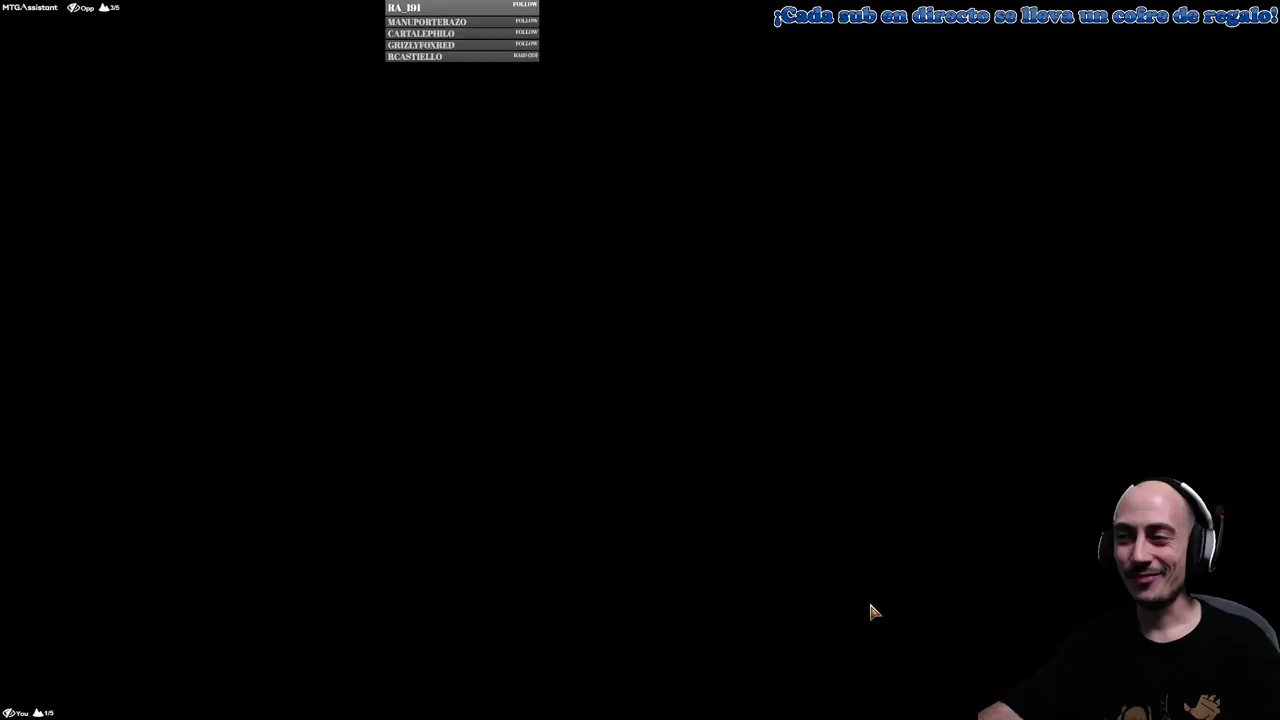 MTGAssistant Opp 3/5
RA_191 FOLLOW
MANUPORTERAZO FOLLOW
CARTALEPHILO FOLLOW
GRIZLYFOXRED FOLLOW
RCASTIELLO RAID
¡Cada sub en directo se lleva un cofre de regalo!
You 1/5